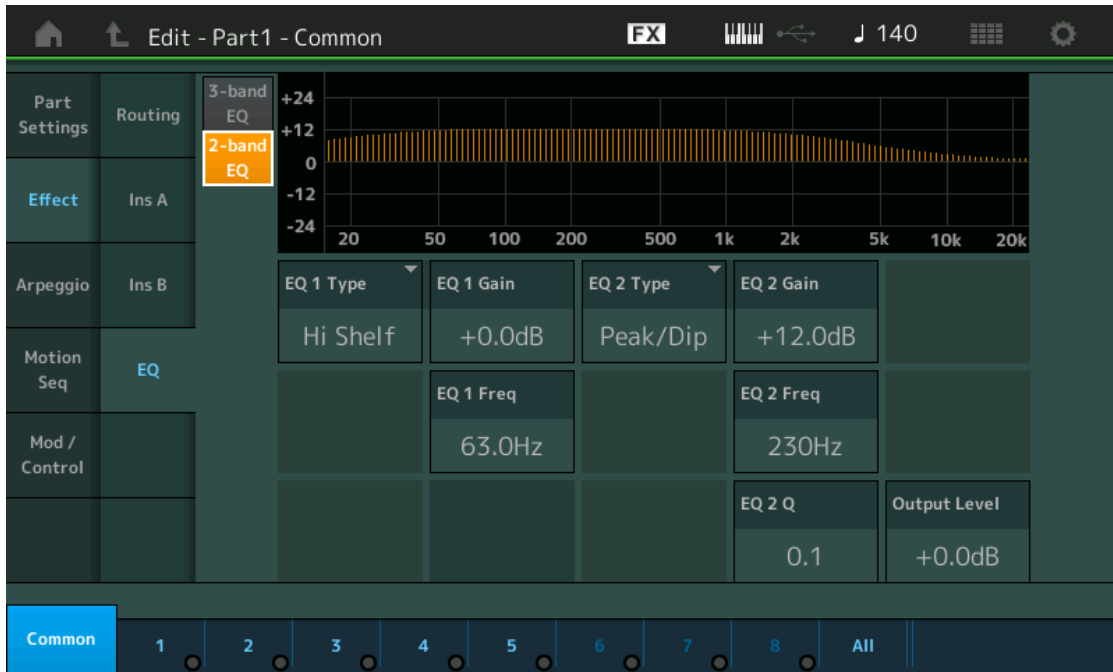 Edit - Part1 - Common
FX
♩ 140
Part
Settings
Effect
Arpeggio
Motion
Seq
Mod /
Control
Routing
Ins A
Ins B
EQ
3-band
EQ
2-band
EQ
+24
+12
0
-12
-24
20 50 100 200 500 1k 2k 5k 10k 20k
EQ 1 Type
Hi Shelf
EQ 1 Gain
+0.0dB
EQ 2 Type
Peak/Dip
EQ 2 Gain
+12.0dB
EQ 1 Freq
63.0Hz
EQ 2 Freq
230Hz
EQ 2 Q
0.1
Output Level
+0.0dB
Common 1 2 3 4 5 6 7 8 All